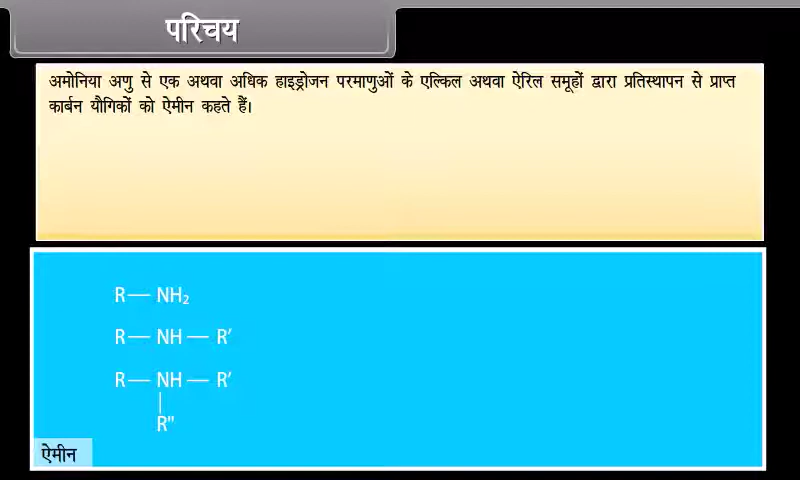 परिचय
अमोनिया अणु से एक अथवा अधिक हाइड्रोजन परमाणुओं के एल्किल अथवा ऐरिल समूहों द्वारा प्रतिस्थापन से प्राप्त
कार्बन यौगिकों को ऐमीन कहते हैं।
R — NH₂
R — NH — R′
R — NH — R′
|
R″
ऐमीन